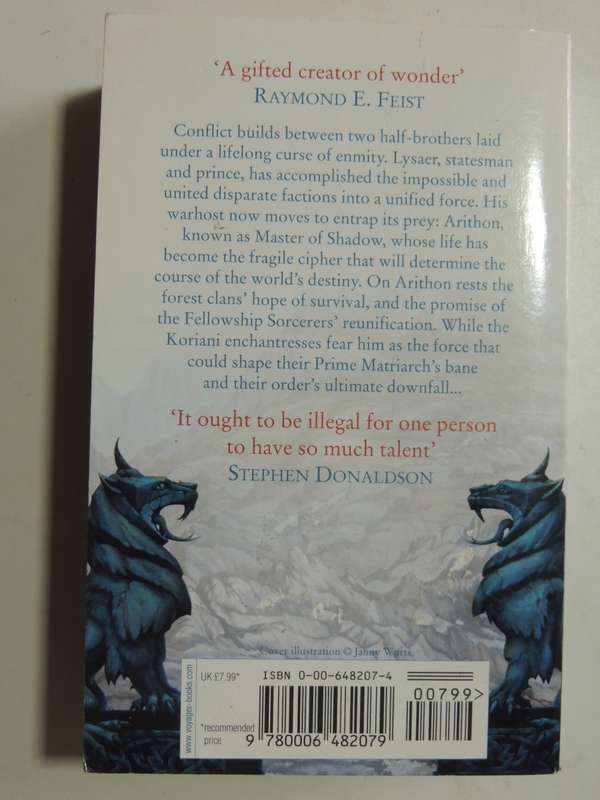 ‘A gifted creator of wonder’
RAYMOND E. FEIST
Conflict builds between two half-brothers laid
under a lifelong curse of enmity. Lysaer, statesman
and prince, has accomplished the impossible and
united disparate factions into a unified force. His
warhost now moves to entrap its prey: Arithon,
known as Master of Shadow, whose life has
become the fragile cipher that will determine the
course of the world’s destiny. On Arithon rests the
forest clans’ hope of survival, and the promise of
the Fellowship Sorcerers’ reunification. While the
Koriani enchantresses fear him as the force that
could shape their Prime Matriarch’s bane
and their order’s ultimate downfall...
‘It ought to be illegal for one person
to have so much talent’
STEPHEN DONALDSON
Cover illustration © Janny Wurts
www.voyager-books.com
UK £7.99*
*recommended
price
ISBN 0-00-648207-4
00799>
9 780006 482079